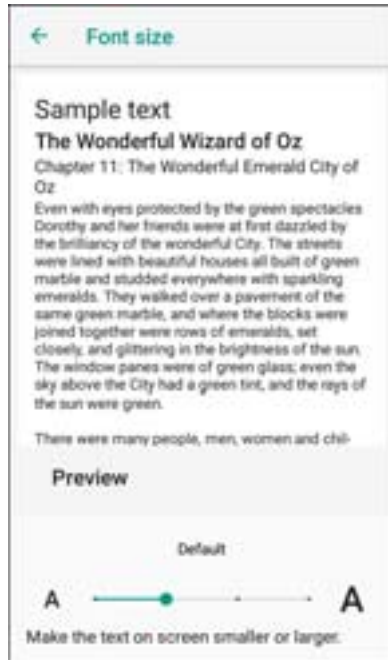 Font size
Sample text
The Wonderful Wizard of Oz
Chapter 11: The Wonderful Emerald City of
Oz
Even with eyes protected by the green spectacles
Dorothy and her friends were at first dazzled by
the brilliancy of the wonderful City. The streets
were lined with beautiful houses all built of green
marble and studded everywhere with sparkling
emeralds. They walked over a pavement of the
same green marble, and where the blocks were
joined together were rows of emeralds, set
closely, and glittering in the brightness of the sun.
The window panes were of green glass; even the
sky above the City had a green tint, and the rays of
the sun were green.
There were many people, men, women and chil-
Preview
Default
A A
Make the text on screen smaller or larger.